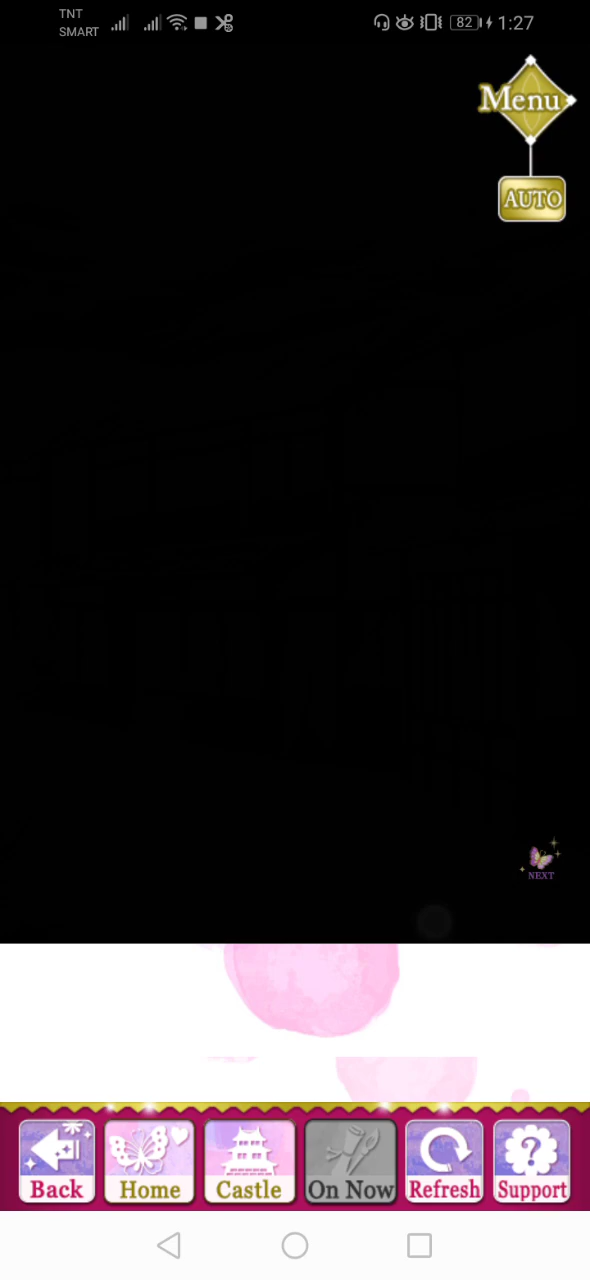 TNT
SMART
82 1:27
Menu
AUTO
NEXT
Back Home Castle On Now Refresh Support